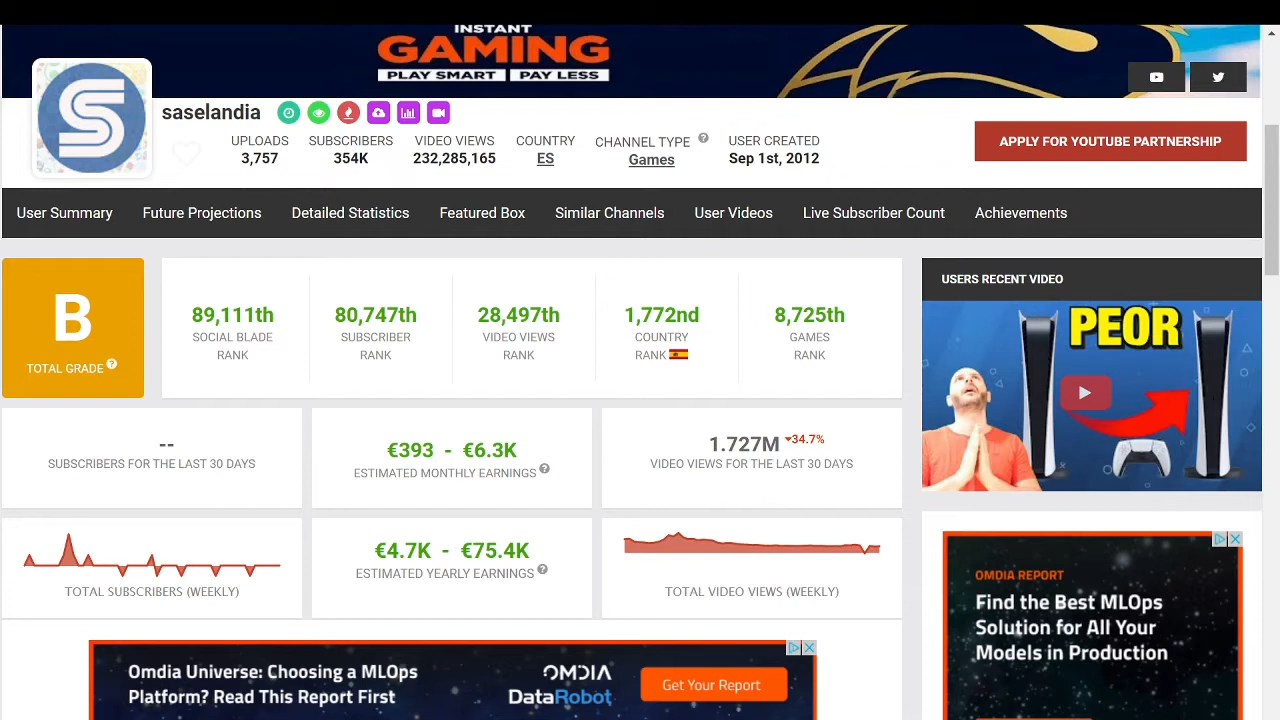 INSTANT
GAMING
PLAY SMART PAY LESS
S
saselandia
UPLOADS SUBSCRIBERS VIDEO VIEWS COUNTRY CHANNEL TYPE ? USER CREATED
3,757 354K 232,285,165 ES Games Sep 1st, 2012
APPLY FOR YOUTUBE PARTNERSHIP
User Summary Future Projections Detailed Statistics Featured Box Similar Channels User Videos Live Subscriber Count Achievements
B
TOTAL GRADE ?
89,111th 80,747th 28,497th 1,772nd 8,725th
SOCIAL BLADE SUBSCRIBER VIDEO VIEWS COUNTRY GAMES
RANK RANK RANK RANK RANK
USERS RECENT VIDEO
PEOR
--
SUBSCRIBERS FOR THE LAST 30 DAYS
€393 - €6.3K
ESTIMATED MONTHLY EARNINGS ?
1.727M 34.7%
VIDEO VIEWS FOR THE LAST 30 DAYS
TOTAL SUBSCRIBERS (WEEKLY)
€4.7K - €75.4K
ESTIMATED YEARLY EARNINGS ?
TOTAL VIDEO VIEWS (WEEKLY)
OMDIA REPORT
Find the Best MLOps
Solution for All Your
Models in Production
Omdia Universe: Choosing a MLOps
Platform? Read This Report First
OMDIA
DataRobot
Get Your Report